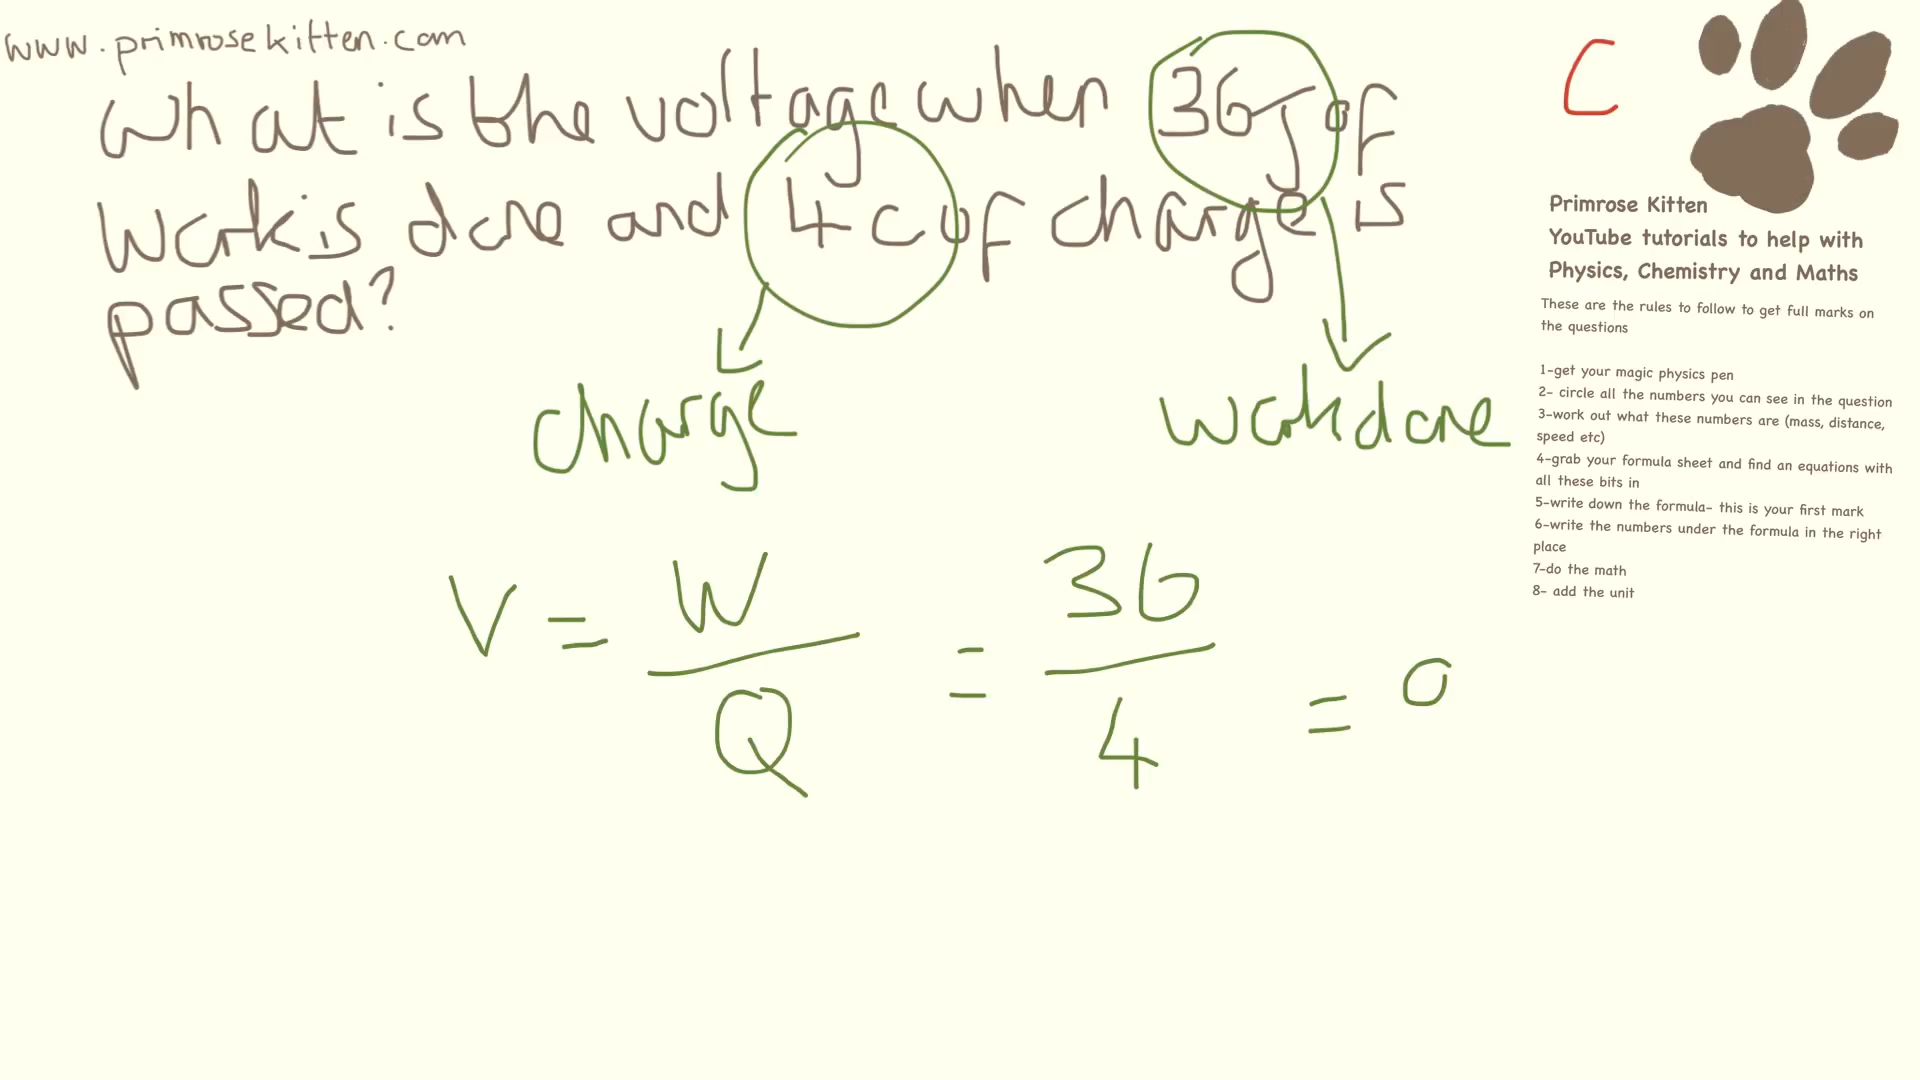 www.primrosekitten.com
what is the voltage when 36J of
work is done and 4c of charge is
passed?
charge
work done
V = W / Q = 36 / 4 =
C
Primrose Kitten
YouTube tutorials to help with
Physics, Chemistry and Maths
These are the rules to follow to get full marks on
the questions
1-get your magic physics pen
2- circle all the numbers you can see in the question
3-work out what these numbers are (mass, distance,
speed etc)
4-grab your formula sheet and find an equations with
all these bits in
5-write down the formula- this is your first mark
6-write the numbers under the formula in the right
place
7-do the math
8- add the unit